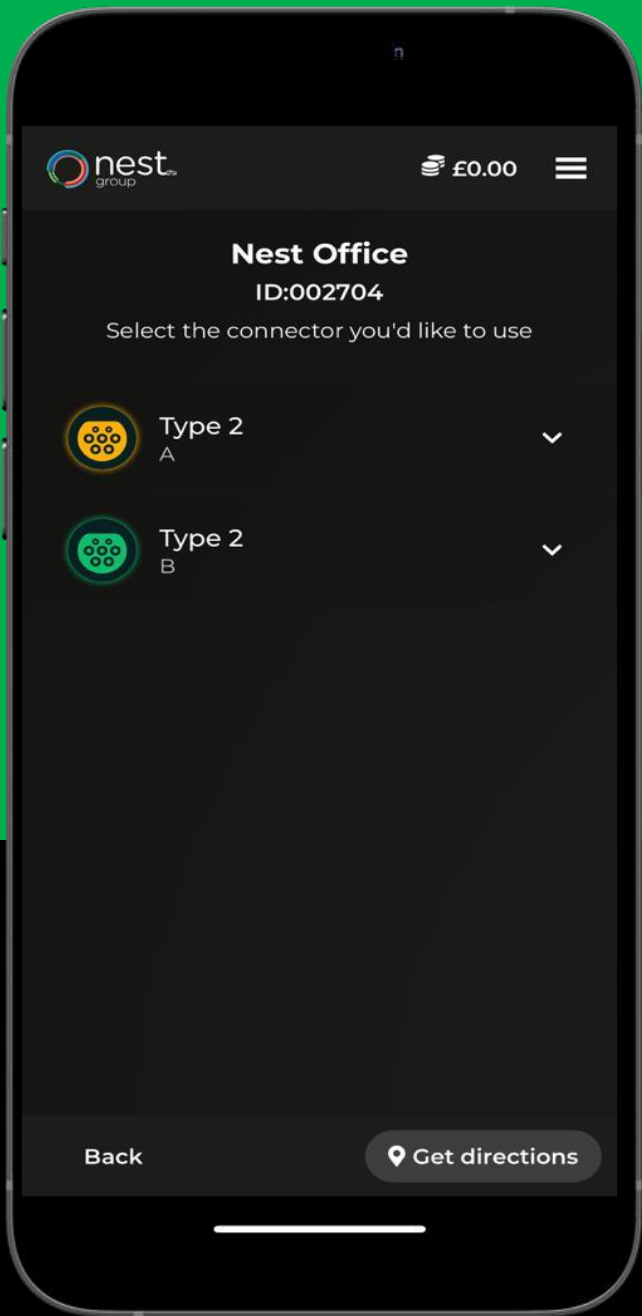 nest
group
£0.00
Nest Office
ID:002704
Select the connector you'd like to use
Type 2
A
Type 2
B
Back
Get directions